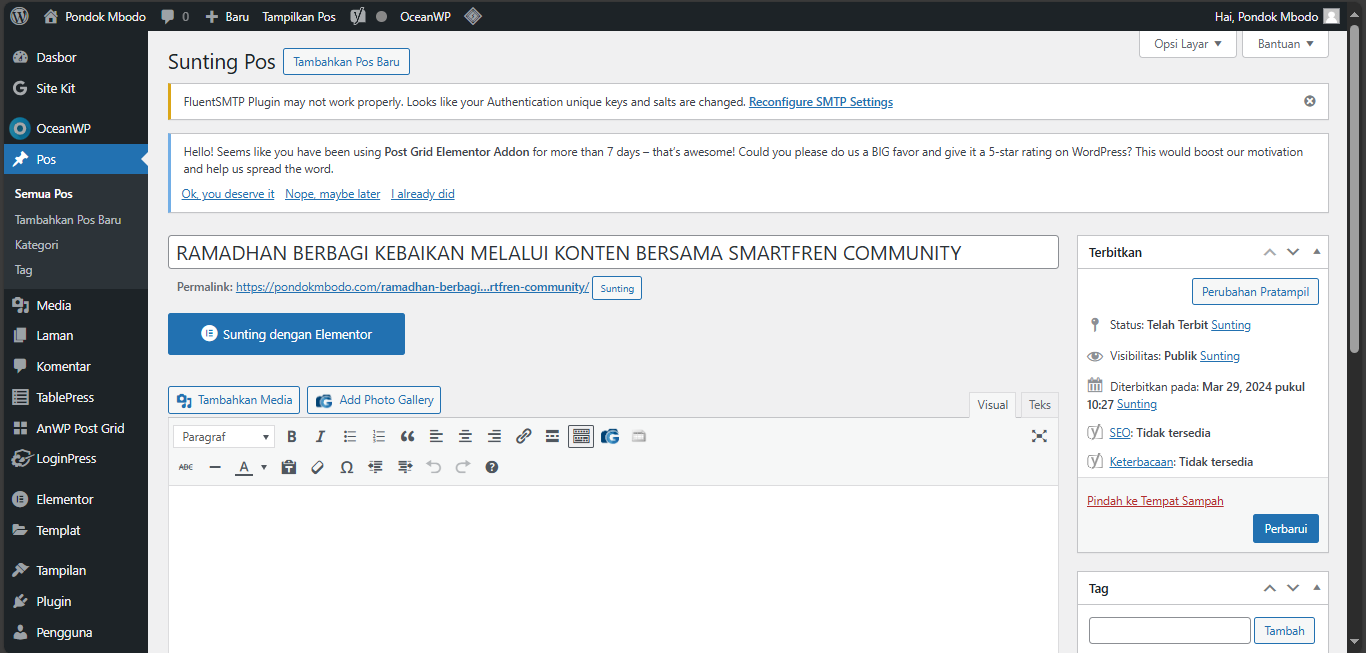 Pondok Mbodo 0 Baru Tampilkan Pos OceanWP Hai, Pondok Mbodo
Opsi Layar Bantuan
Dasbor
Site Kit
OceanWP
Pos
Semua Pos
Tambahkan Pos Baru
Kategori
Tag
Media
Laman
Komentar
TablePress
AnWP Post Grid
LoginPress
Elementor
Templat
Tampilan
Plugin
Pengguna
Sunting Pos Tambahkan Pos Baru
FluentSMTP Plugin may not work properly. Looks like your Authentication unique keys and salts are changed. Reconfigure SMTP Settings
Hello! Seems like you have been using Post Grid Elementor Addon for more than 7 days – that's awesome! Could you please do us a BIG favor and give it a 5-star rating on WordPress? This would boost our motivation
and help us spread the word.
Ok, you deserve it Nope, maybe later I already did
RAMADHAN BERBAGI KEBAIKAN MELALUI KONTEN BERSAMA SMARTFREN COMMUNITY
Permalink: https://pondokmbodo.com/ramadhan-berbagi...rtfren-community/ Sunting
Sunting dengan Elementor
Tambahkan Media Add Photo Gallery
Visual Teks
Paragraf B I
ABC A Ω
Terbitkan
Perubahan Pratampil
Status: Telah Terbit Sunting
Visibilitas: Publik Sunting
Diterbitkan pada: Mar 29, 2024 pukul
10:27 Sunting
SEO: Tidak tersedia
Keterbacaan: Tidak tersedia
Pindah ke Tempat Sampah
Perbarui
Tag
Tambah